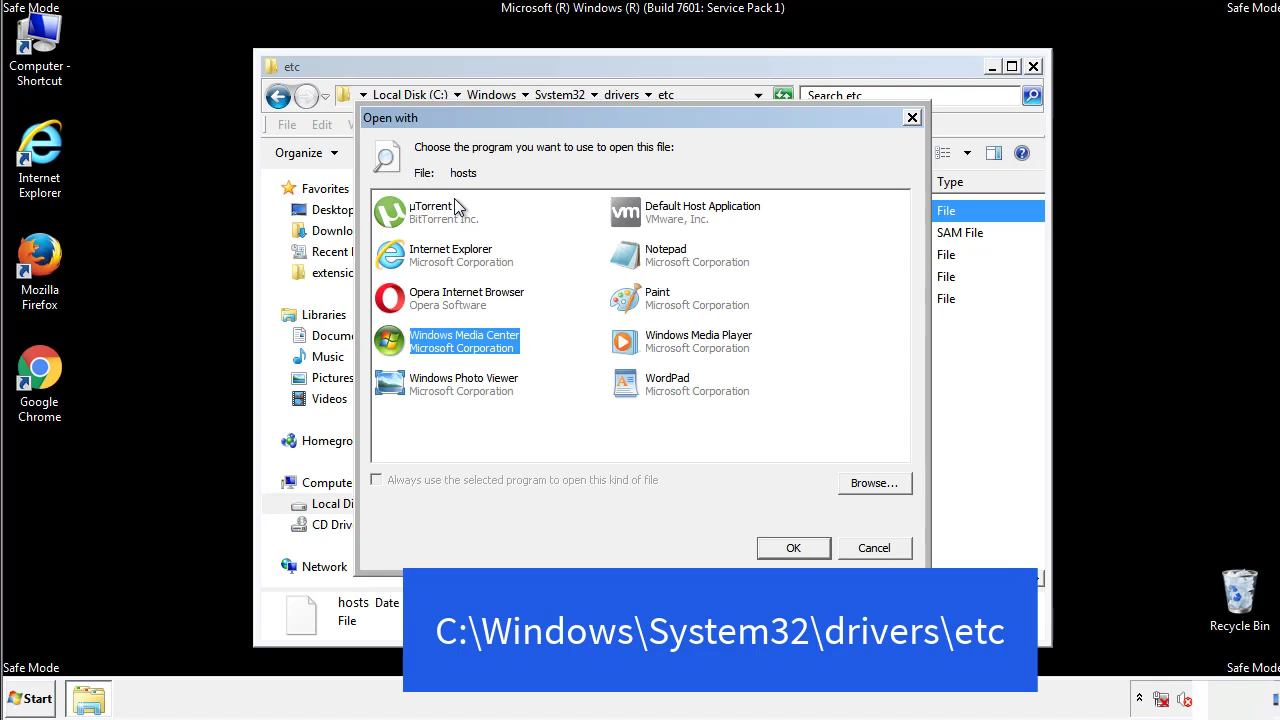 Safe Mode
Microsoft (R) Windows (R) (Build 7601: Service Pack 1)
Safe Mode
Computer - Shortcut
Internet Explorer
Mozilla Firefox
Google Chrome
etc
Local Disk (C:)
Windows
System32
drivers
etc
Search etc
File
Edit
Organize
Type
Favorites
Desktop
Recent
Libraries
Music
Pictures
Videos
Network
File
SAM File
File
File
File
Open with
Choose the program you want to use to open this file:
File: hosts
µTorrent
BitTorrent Inc.
Default Host Application
VMware, Inc.
Internet Explorer
Microsoft Corporation
Notepad
Microsoft Corporation
Opera Internet Browser
Opera Software
Paint
Microsoft Corporation
Windows Media Center
Microsoft Corporation
Windows Media Player
Microsoft Corporation
Windows Photo Viewer
Microsoft Corporation
WordPad
Microsoft Corporation
Always use the selected program to open this kind of file
Browse...
OK
Cancel
hosts Date
File
C:\Windows\System32\drivers\etc
Recycle Bin
Safe Mode
Safe Mode
Start